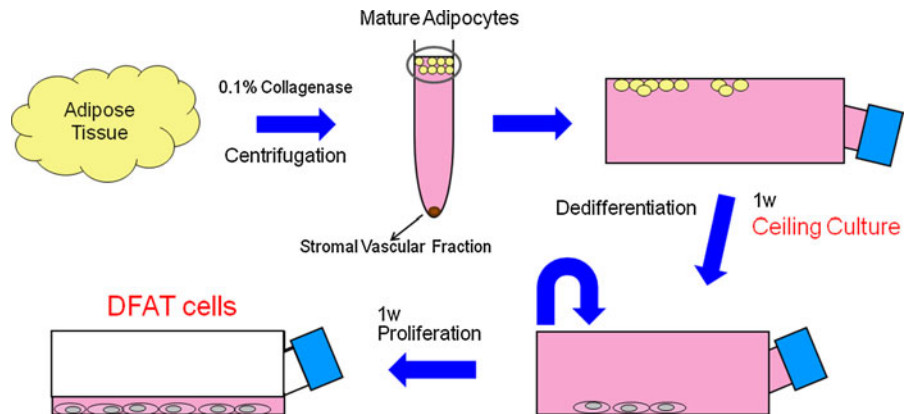 Mature Adipocytes
Adipose
Tissue
0.1% Collagenase
Centrifugation
Stromal Vascular Fraction
Dedifferentiation
1w
Ceiling Culture
DFAT cells
1w
Proliferation